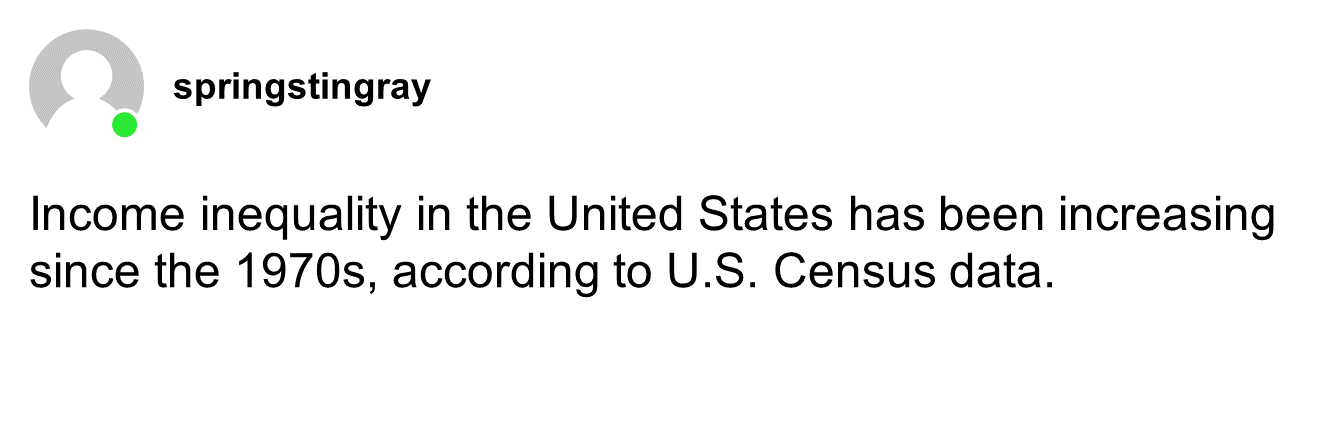 springstingray
Income inequality in the United States has been increasing
since the 1970s, according to U.S. Census data.